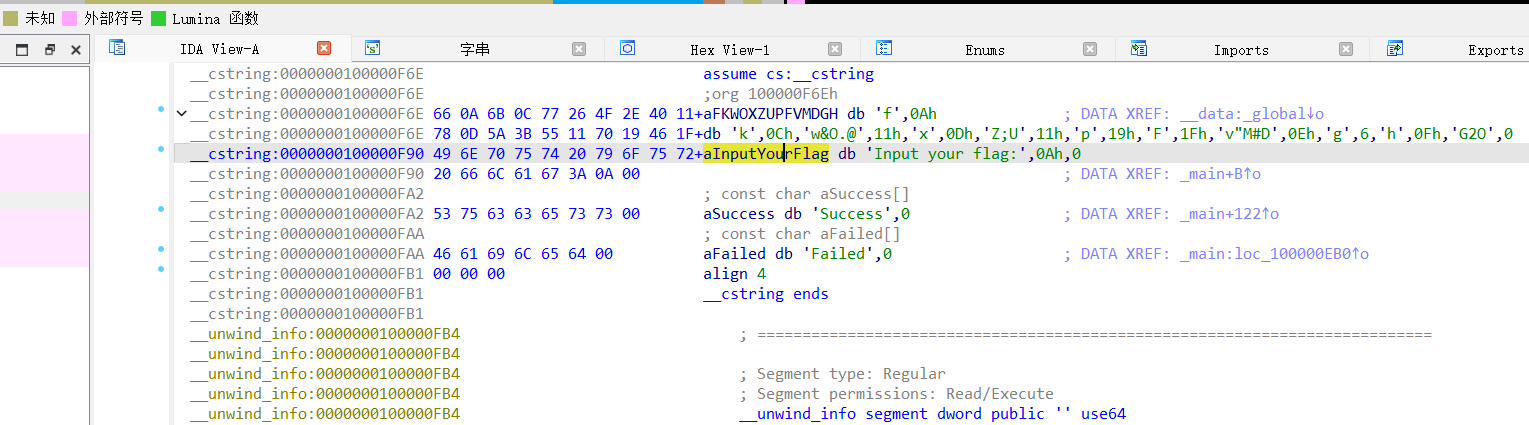 未知 外部符号 Lumina 函数
IDA View-A 字串 Hex View-1 Enums Imports Exports
__cstring:0000000100000F6E assume cs:__cstring
__cstring:0000000100000F6E ;org 100000F6Eh
__cstring:0000000100000F6E 66 0A 6B 0C 77 26 4F 2E 40 11+aFKWOXZUPFVMDGH db 'f',0Ah ; DATA XREF: __data:_global↓o
__cstring:0000000100000F6E 78 0D 5A 3B 55 11 70 19 46 1F+db 'k',0Ch,'w&O.@',11h,'x',0Dh,'Z;U',11h,'p',19h,'F',1Fh,'v"M#D',0Eh,'g',6,'h',0Fh,'G2O',0
__cstring:0000000100000F90 49 6E 70 75 74 20 79 6F 75 72+aInputYourFlag db 'Input your flag:',0Ah,0
__cstring:0000000100000F90 20 66 6C 61 67 3A 0A 00 ; DATA XREF: _main+B↑o
__cstring:0000000100000FA2 ; const char aSuccess[]
__cstring:0000000100000FA2 53 75 63 63 65 73 73 00 aSuccess db 'Success',0 ; DATA XREF: _main+122↑o
__cstring:0000000100000FAA ; const char aFailed[]
__cstring:0000000100000FAA 46 61 69 6C 65 64 00 aFailed db 'Failed',0 ; DATA XREF: _main:loc_100000EB0↑o
__cstring:0000000100000FB1 00 00 00 align 4
__cstring:0000000100000FB1 __cstring ends
__cstring:0000000100000FB1
__unwind_info:0000000100000FB4 ; ===========================================================================
__unwind_info:0000000100000FB4
__unwind_info:0000000100000FB4 ; Segment type: Regular
__unwind_info:0000000100000FB4 ; Segment permissions: Read/Execute
__unwind_info:0000000100000FB4 __unwind_info segment dword public '' use64